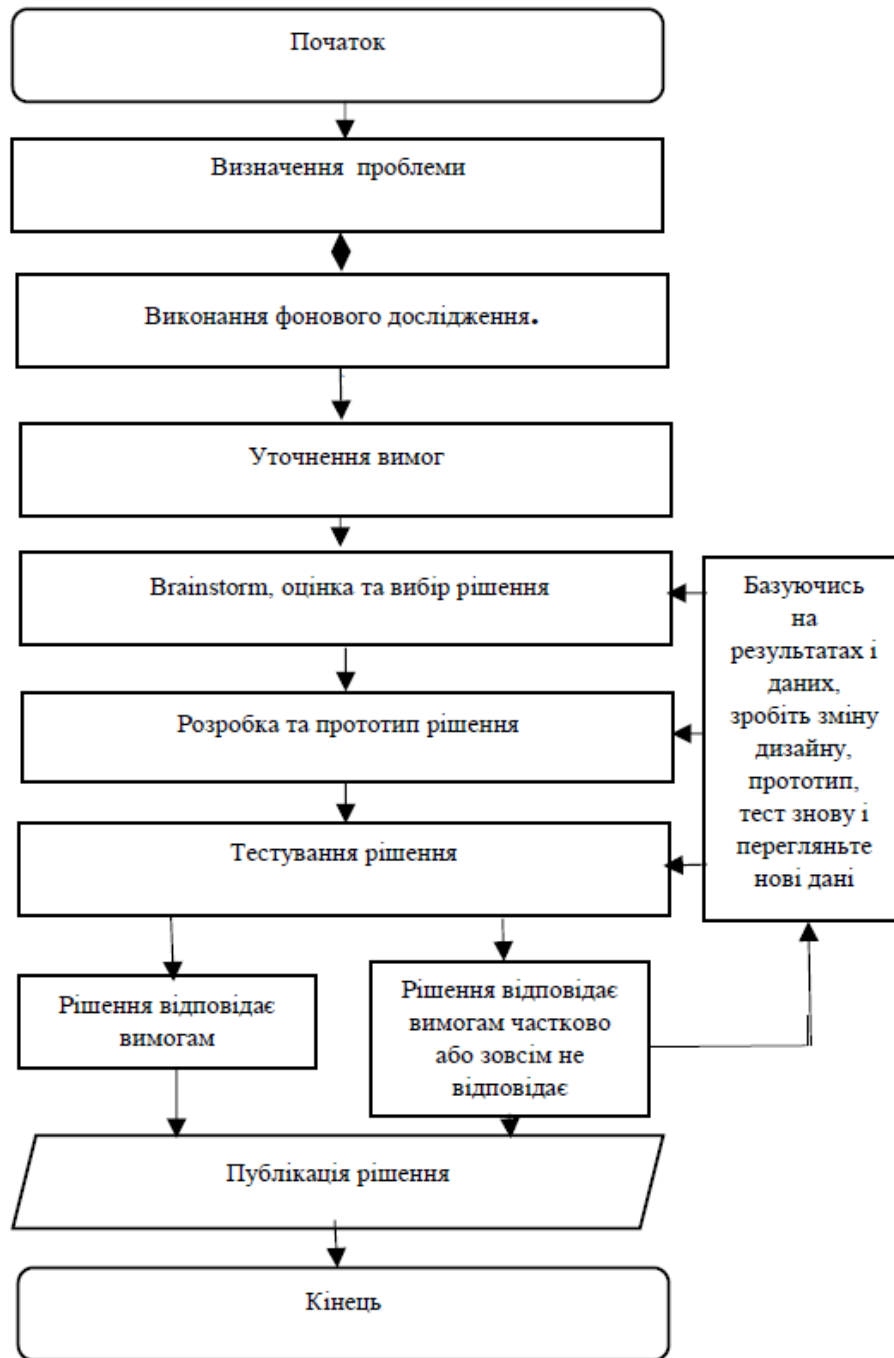 Початок
Визначення  проблеми
Виконання фонового дослідження.
Уточнення вимог
Brainstorm, оцінка та вибір рішення
Розробка та прототип рішення
Тестування рішення
Базуючись
на
результатах і
даних,
зробіть зміну
дизайну,
прототип,
тест знову і
перегляньте
нові дані
Рішення відповідає
вимогам
Рішення відповідає
вимогам частково
або зовсім не
відповідає
Публікація рішення
Кінець